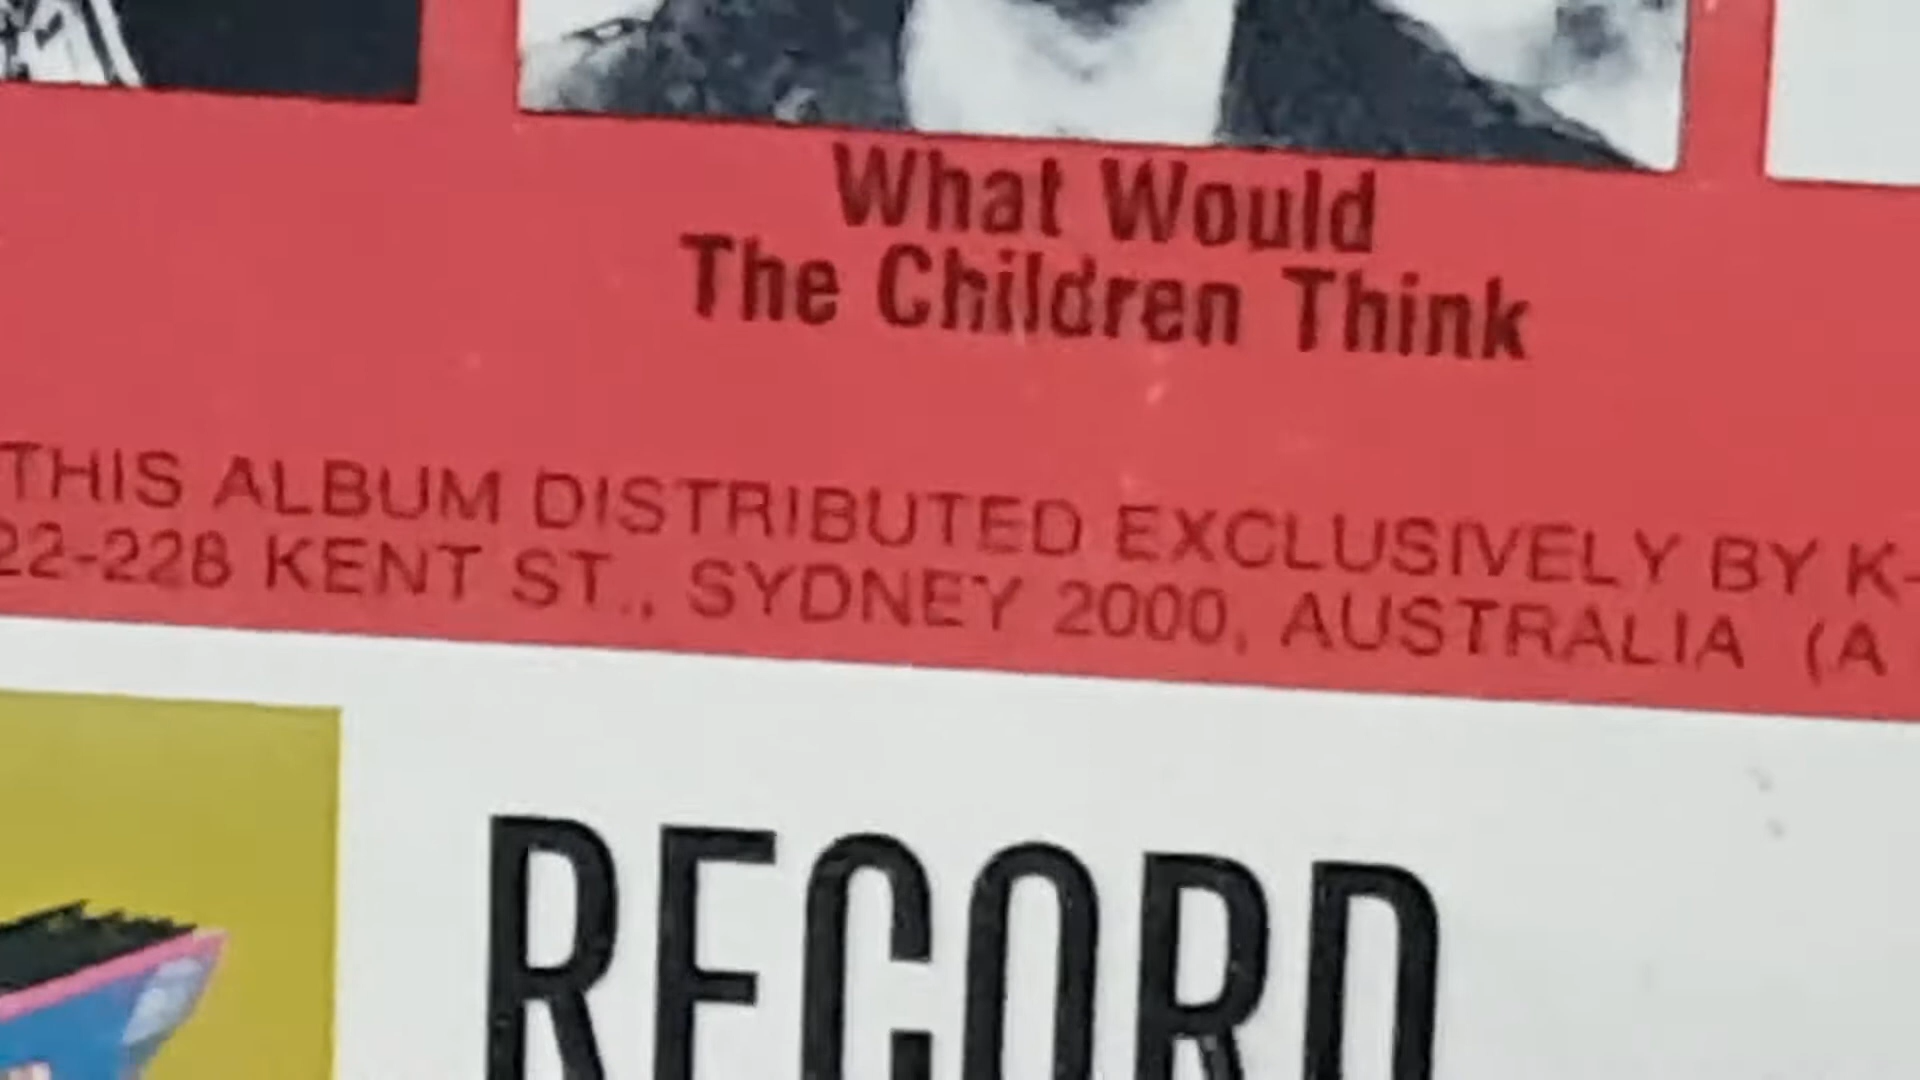 What Would
The Children Think
THIS ALBUM DISTRIBUTED EXCLUSIVELY BY K-
22-228 KENT ST., SYDNEY 2000, AUSTRALIA (A
RECORD